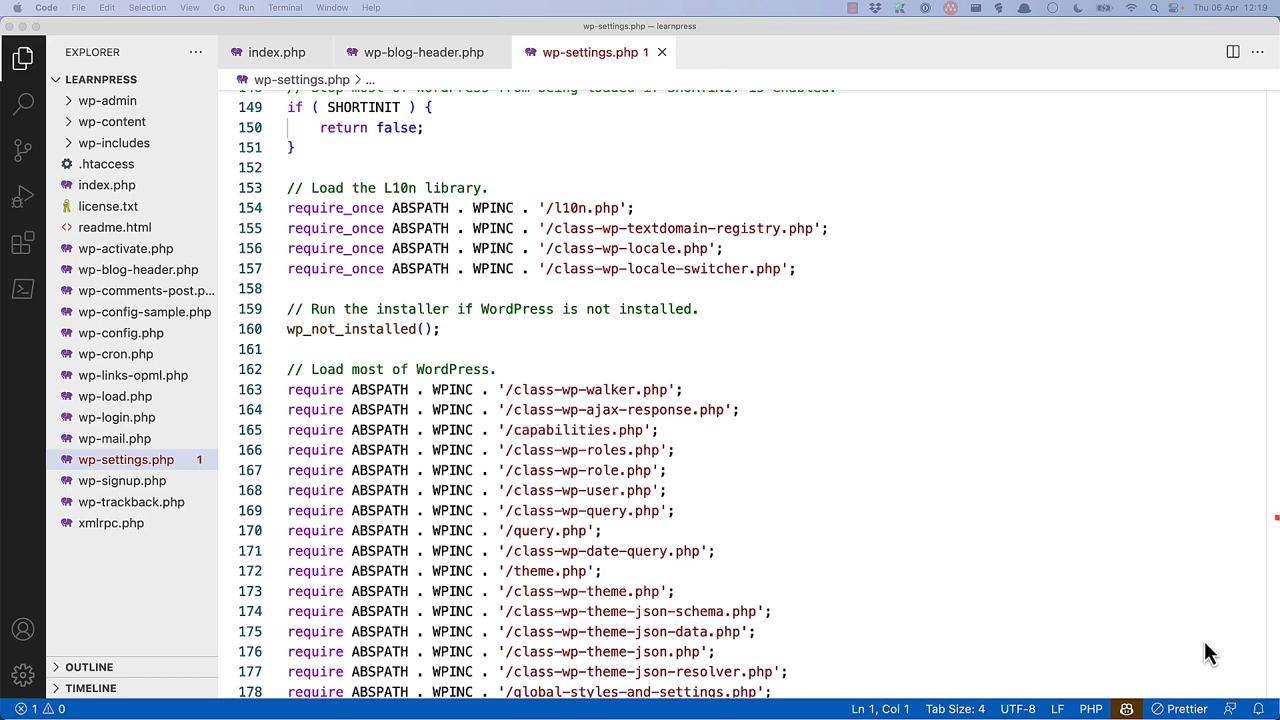 Code File Edit Selection View Go Run Terminal Window Help
Thu 06 Apr 12:19
wp-settings.php — learnpress
EXPLORER
index.php
wp-blog-header.php
wp-settings.php 1
LEARNPRESS
wp-settings.php > ...
wp-admin
wp-content
wp-includes
.htaccess
index.php
license.txt
readme.html
wp-activate.php
wp-blog-header.php
wp-comments-post.p...
wp-config-sample.php
wp-config.php
wp-cron.php
wp-links-opml.php
wp-load.php
wp-login.php
wp-mail.php
wp-settings.php 1
wp-signup.php
wp-trackback.php
xmlrpc.php
OUTLINE
TIMELINE
148 // Stop most of WordPress from being loaded if SHORTINIT is enabled.
149 if ( SHORTINIT ) {
150 return false;
151 }
152
153 // Load the L10n library.
154 require_once ABSPATH . WPINC . '/l10n.php';
155 require_once ABSPATH . WPINC . '/class-wp-textdomain-registry.php';
156 require_once ABSPATH . WPINC . '/class-wp-locale.php';
157 require_once ABSPATH . WPINC . '/class-wp-locale-switcher.php';
158
159 // Run the installer if WordPress is not installed.
160 wp_not_installed();
161
162 // Load most of WordPress.
163 require ABSPATH . WPINC . '/class-wp-walker.php';
164 require ABSPATH . WPINC . '/class-wp-ajax-response.php';
165 require ABSPATH . WPINC . '/capabilities.php';
166 require ABSPATH . WPINC . '/class-wp-roles.php';
167 require ABSPATH . WPINC . '/class-wp-role.php';
168 require ABSPATH . WPINC . '/class-wp-user.php';
169 require ABSPATH . WPINC . '/class-wp-query.php';
170 require ABSPATH . WPINC . '/query.php';
171 require ABSPATH . WPINC . '/class-wp-date-query.php';
172 require ABSPATH . WPINC . '/theme.php';
173 require ABSPATH . WPINC . '/class-wp-theme.php';
174 require ABSPATH . WPINC . '/class-wp-theme-json-schema.php';
175 require ABSPATH . WPINC . '/class-wp-theme-json-data.php';
176 require ABSPATH . WPINC . '/class-wp-theme-json.php';
177 require ABSPATH . WPINC . '/class-wp-theme-json-resolver.php';
178 require ABSPATH . WPINC . '/global-styles-and-settings.php';
1 0
Ln 1, Col 1 Tab Size: 4 UTF-8 LF PHP Prettier